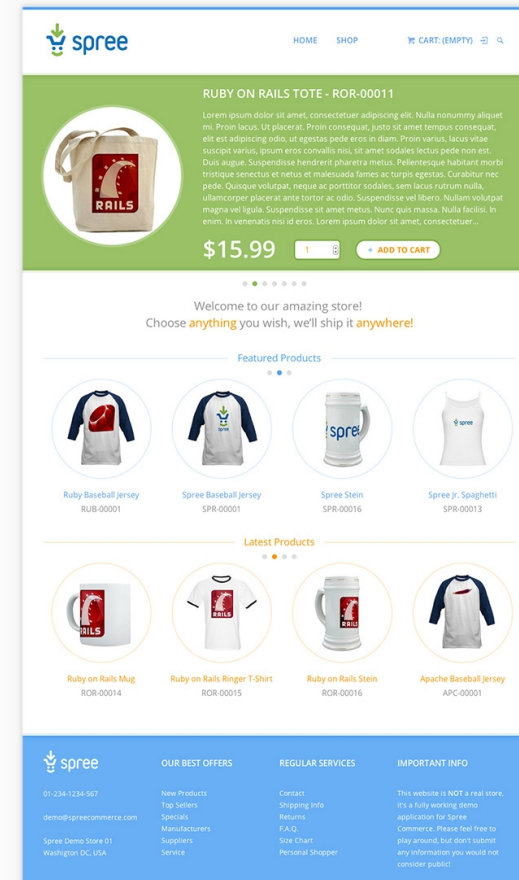 spree
HOME SHOP CART: (EMPTY)
RUBY ON RAILS TOTE - ROR-00011
Lorem ipsum dolor sit amet, consectetuer adipiscing elit. Nulla nonummy aliquet
mi. Proin lacus. Ut placerat. Proin consequat, justo sit amet tempus consequat,
elit est adipiscing odio, ut egestas pede eros in diam. Proin varius, lacus vitae
suscipit varius, ipsum eros convallis nisi, sit amet sodales lectus pede non est.
Duis augue. Suspendisse hendrerit pharetra metus. Pellentesque habitant morbi
tristique senectus et netus et malesuada fames ac turpis egestas. Curabitur nec
pede. Quisque volutpat, neque ac porttitor sodales, sem lacus rutrum nulla,
ullamcorper placerat ante tortor ac odio. Suspendisse vel libero. Nullam volutpat
magna vel ligula. Suspendisse sit amet metus. Nunc quis massa. Nulla facilisi. In
enim. In venenatis nisi id eros. Lorem ipsum dolor sit amet, consectetuer...
RAILS
$15.99 1 + ADD TO CART
Welcome to our amazing store!
Choose anything you wish, we'll ship it anywhere!
Featured Products
spree
spree
spree
Ruby Baseball Jersey Spree Baseball Jersey Spree Stein Spree Jr. Spaghetti
RUB-00001 SPR-00001 SPR-00016 SPR-00013
Latest Products
RAILS
RAILS
RAILS
Ruby on Rails Mug Ruby on Rails Ringer T-Shirt Ruby on Rails Stein Apache Baseball Jersey
ROR-00014 ROR-00015 ROR-00016 APC-00001
spree
01-234-1234-567
demo@spreecommerce.com
Spree Demo Store 01
Washigton DC, USA
OUR BEST OFFERS
New Products
Top Sellers
Specials
Manufacturers
Suppliers
Service
REGULAR SERVICES
Contact
Shipping Info
Returns
F.A.Q.
Size Chart
Personal Shopper
IMPORTANT INFO
This website is NOT a real store,
it's a fully working demo
application for Spree
Commerce. Please feel free to
play around, but don't submit
any information you would not
consider public!